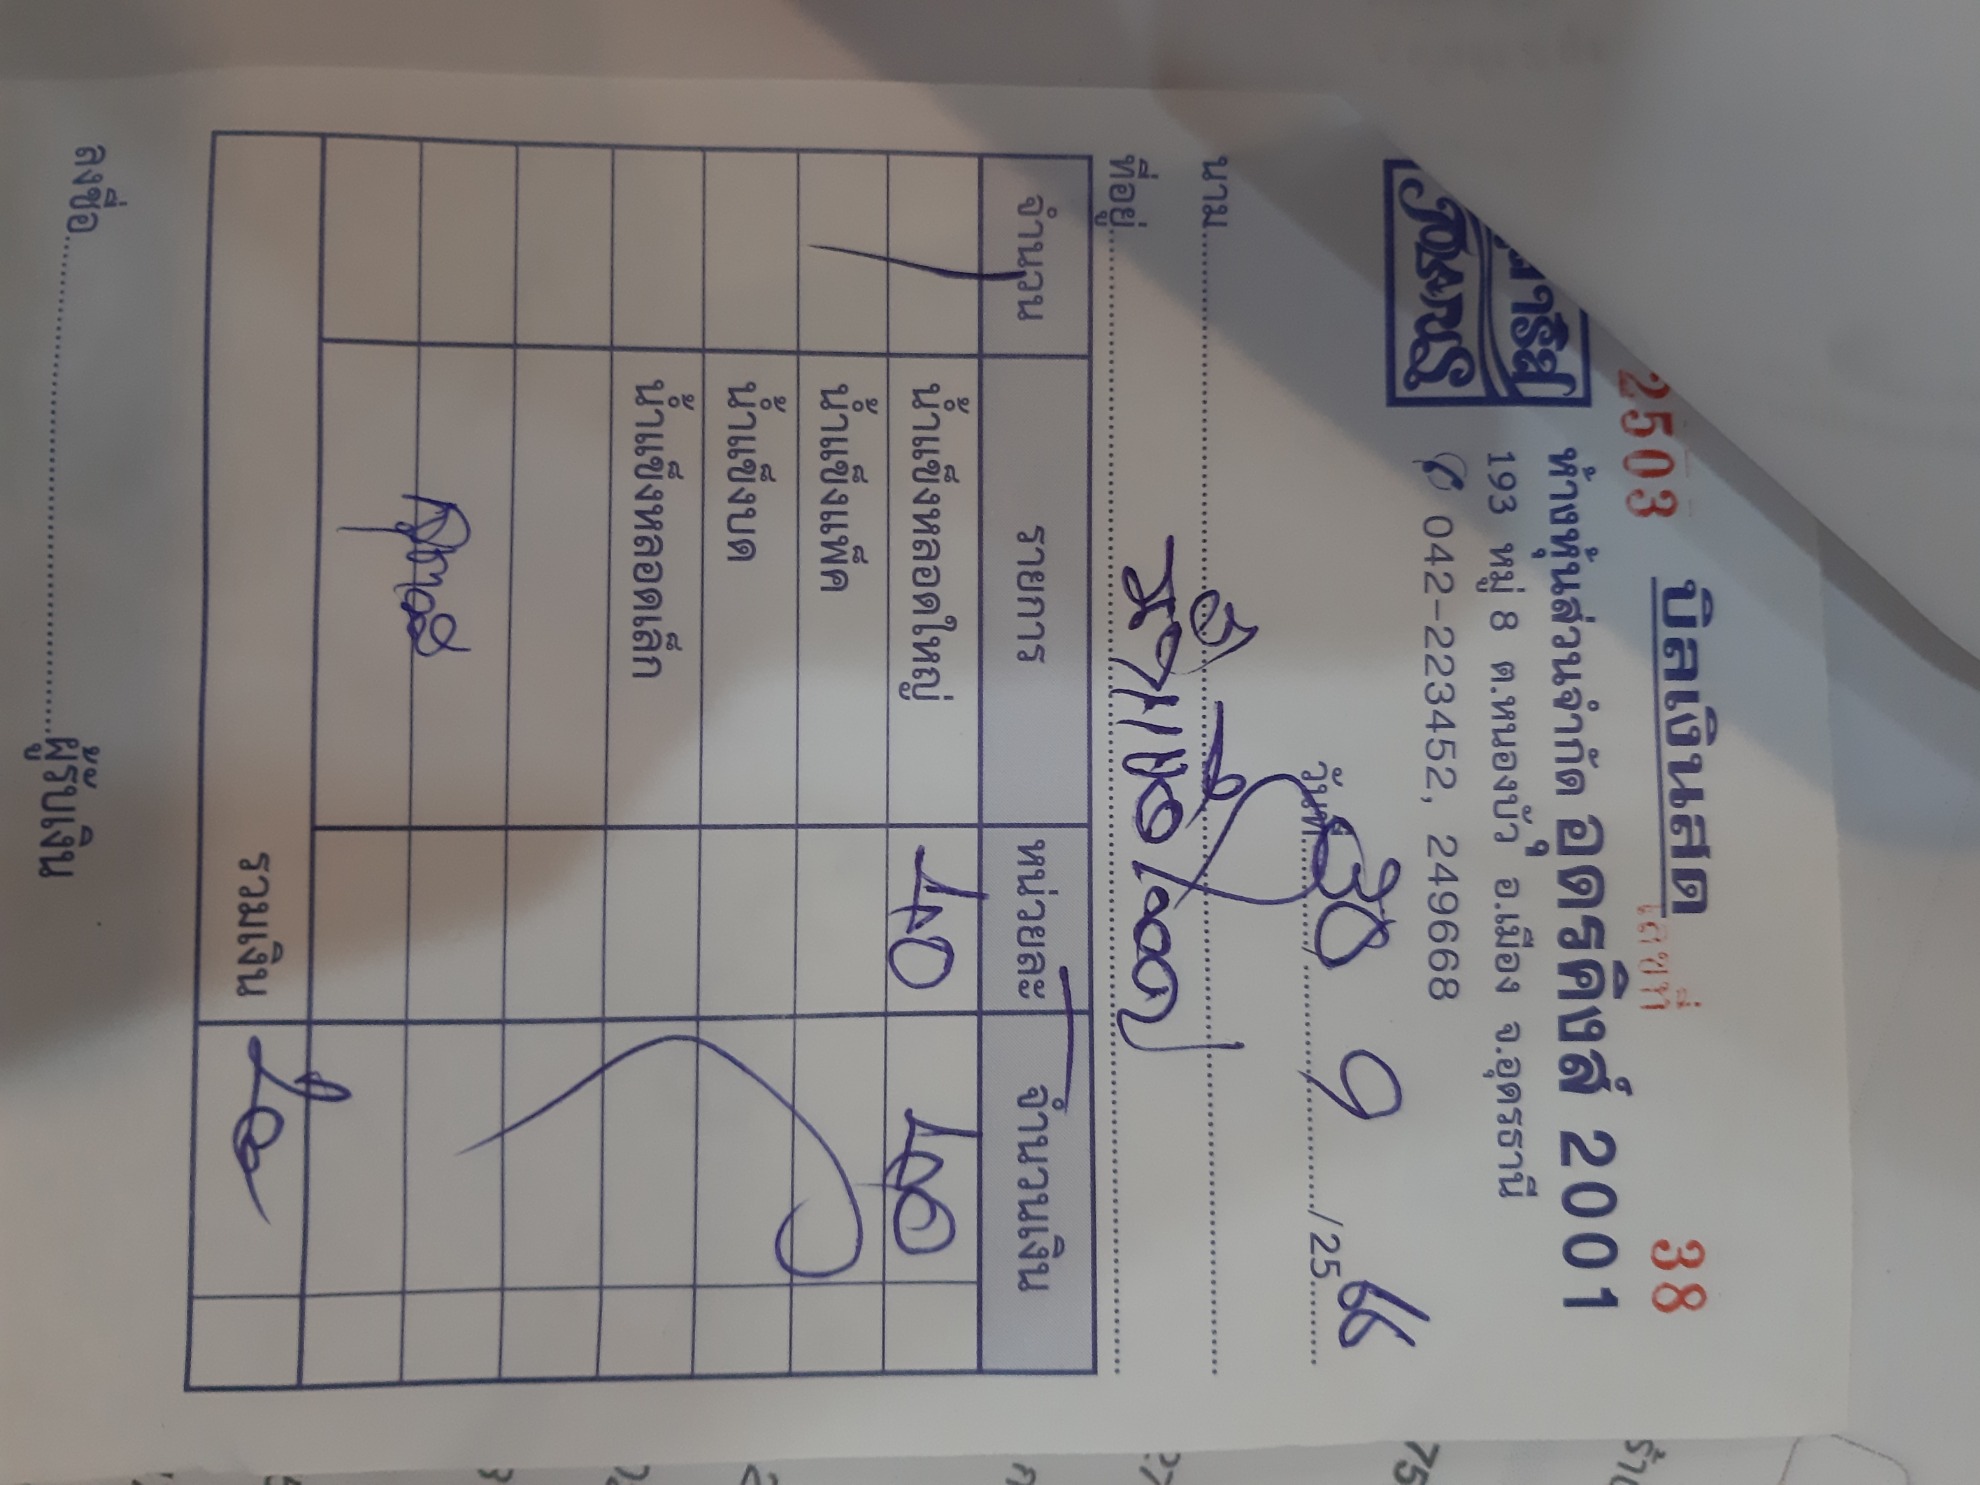 2503 บิลเงินสด เลขที่ 38
ห้างหุ้นส่วนจำกัด อุดรคิงส์ 2001
193 หมู่ 8 ต.หนองบัว อ.เมือง จ.อุดรธานี
042-223452, 249668
วันที่ 30 / 9 / 25 66
นาม
ที่อยู่
จำนวน รายการ หน่วยละ จำนวนเงิน
1 น้ำแข็งหลอดใหญ่ 40 40
น้ำแข็งแพ็ค
น้ำแข็งบด
น้ำแข็งหลอดเล็ก
รวมเงิน
ลงชื่อ ผู้รับเงิน